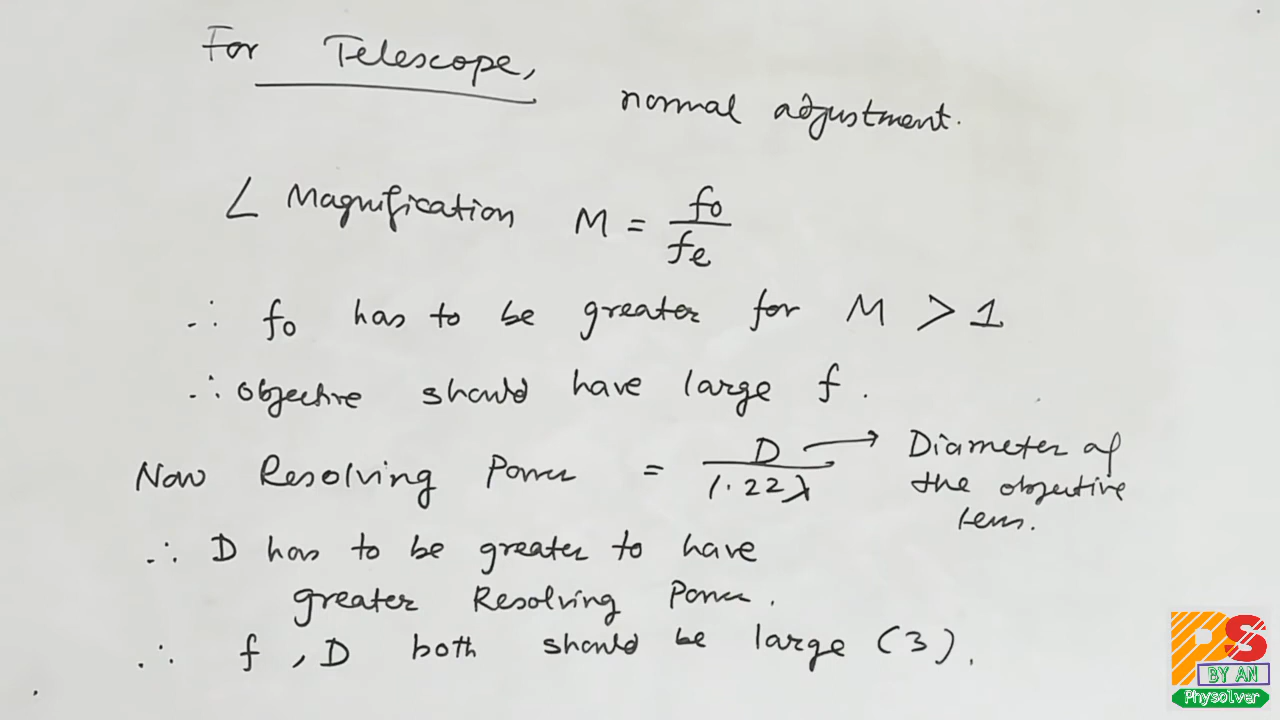 For Telescope,
normal adjustment.
∠ Magnification M = fo/fe
∴ fo has to be greater for M > 1
∴ objective should have large f.
Now Resolving Power = D/1.22λ → Diameter of
the objective
lens.
∴ D has to be greater to have
greater Resolving Power.
∴ f, D both should be large (3).
PS
BY AN
Physolver